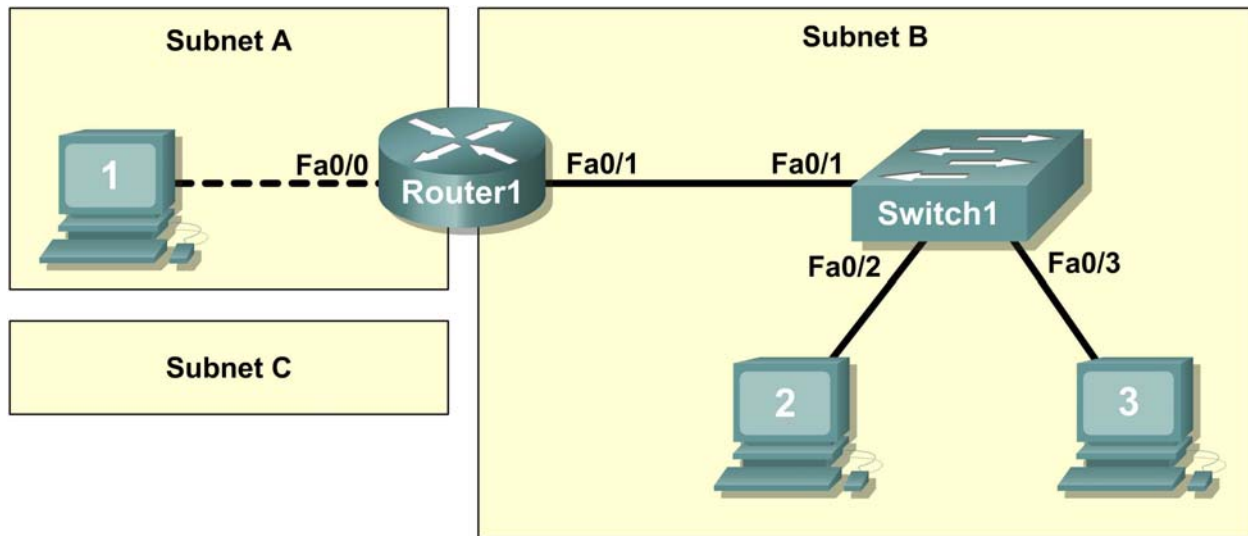 Subnet A
Subnet B
1
Fa0/0
Router1
Fa0/1
Fa0/1
Switch1
Fa0/2
Fa0/3
Subnet C
2
3